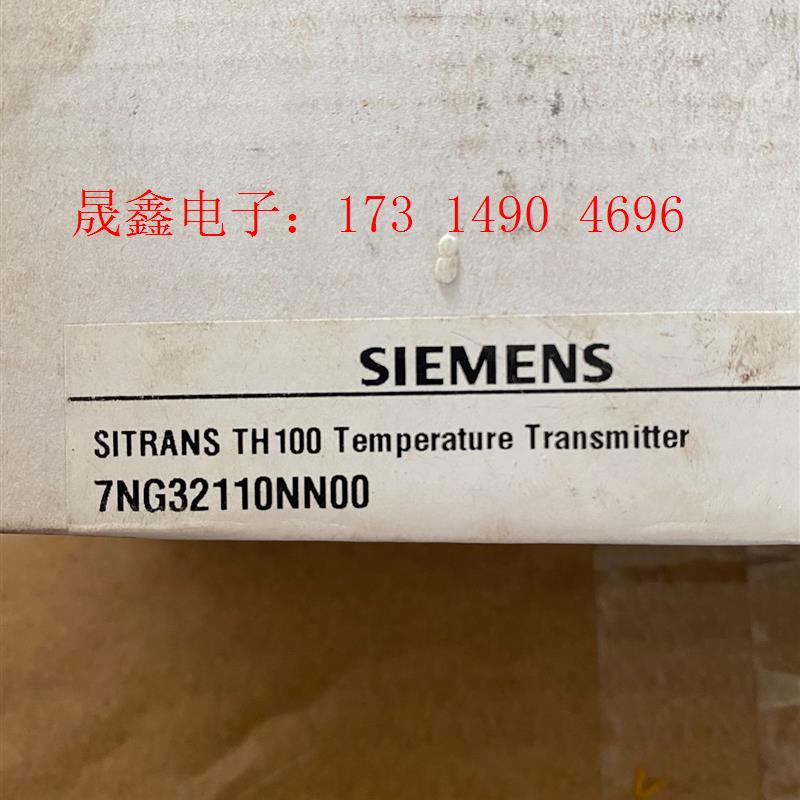 晟鑫电子：173 1490 4696
SIEMENS
SITRANS TH100 Temperature Transmitter
7NG32110NN00